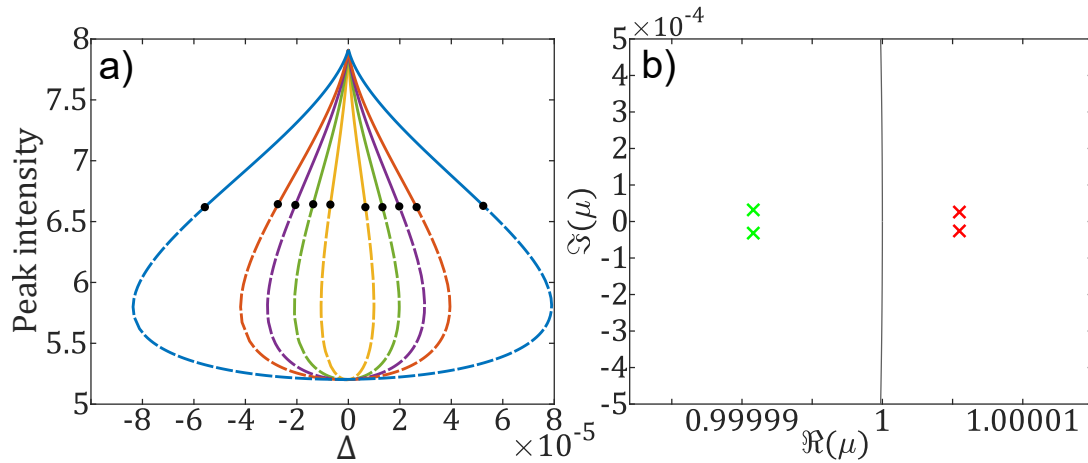 a)
8
7.5
7
6.5
6
5.5
5
Peak intensity
-8 -6 -4 -2 0 2 4 6 8
Δ
×10⁻⁵
b)
×10⁻⁴
5
4
3
2
1
0
-1
-2
-3
-4
-5
ℑ(μ)
0.99999 1 1.00001
ℜ(μ)